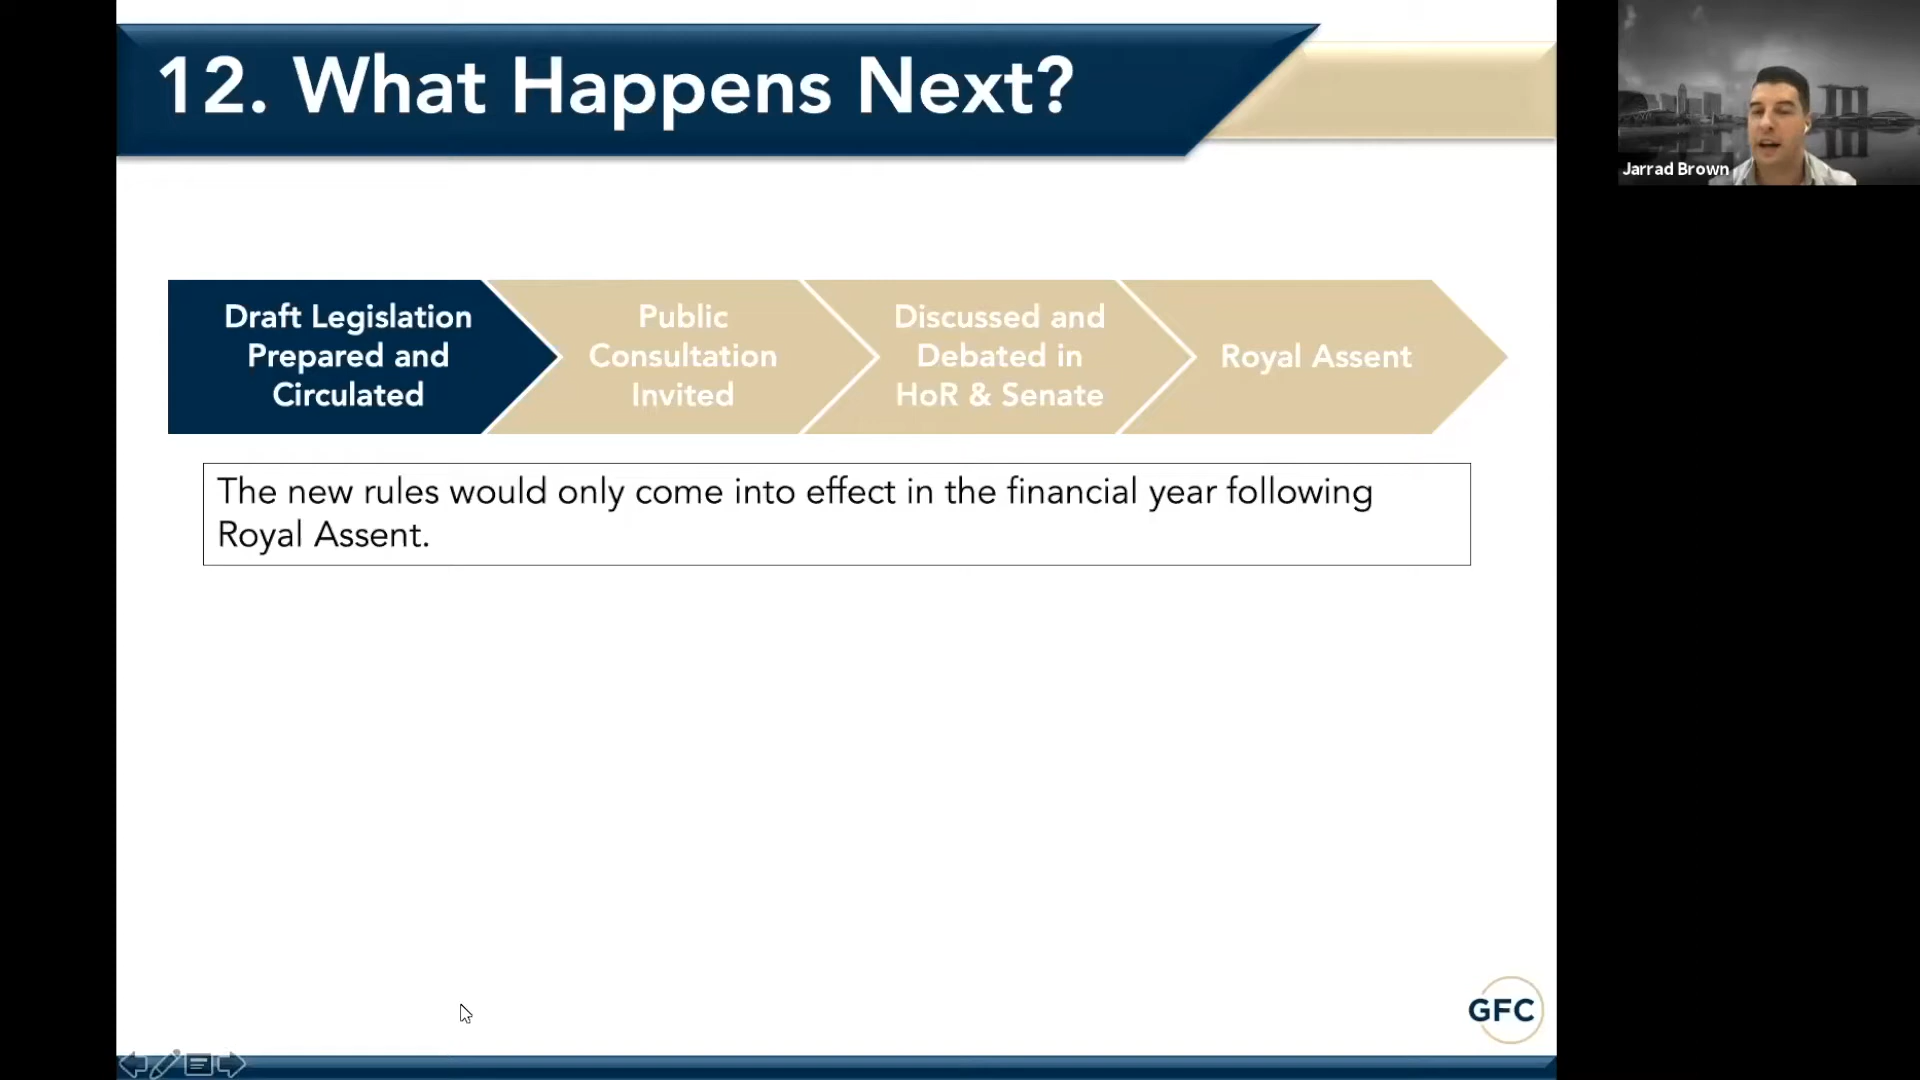 12. What Happens Next?
Jarrad Brown
Draft Legislation
Prepared and
Circulated
Public
Consultation
Invited
Discussed and
Debated in
HoR & Senate
Royal Assent
The new rules would only come into effect in the financial year following
Royal Assent.
GFC